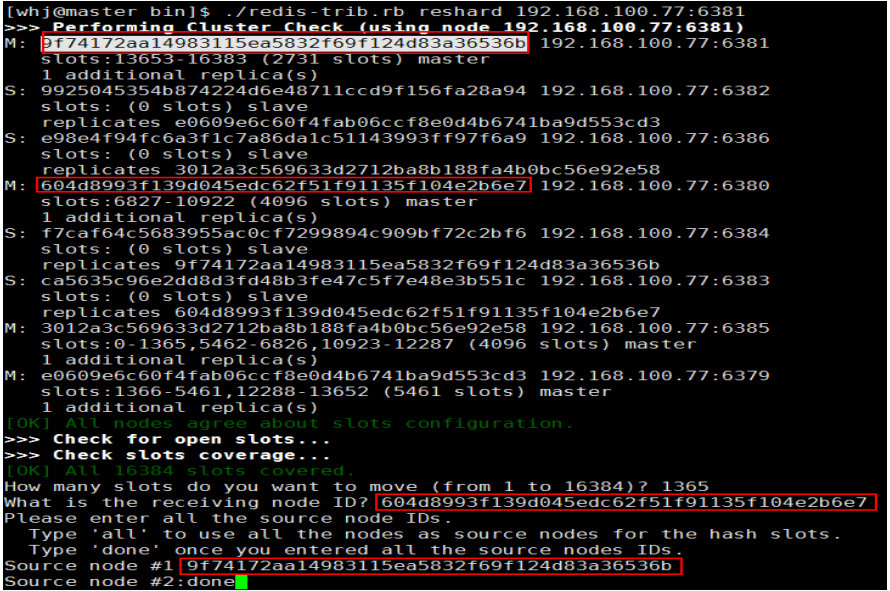 [whj@master bin]$ ./redis-trib.rb reshard 192.168.100.77:6381
>>> Performing Cluster Check (using node 192.168.100.77:6381)
M: 9f74172aa14983115ea5832f69f124d83a36536b 192.168.100.77:6381
slots:13653-16383 (2731 slots) master
1 additional replica(s)
S: 9925045354b874224d6e48711ccd9f156fa28a94 192.168.100.77:6382
slots: (0 slots) slave
replicates e0609e6c60f4fab06ccf8e0d4b6741ba9d553cd3
S: e98e4f94fc6a3f1c7a86da1c51143993ff97f6a9 192.168.100.77:6386
slots: (0 slots) slave
replicates 3012a3c569633d2712ba8b188fa4b0bc56e92e58
M: 604d8993f139d045edc62f51f91135f104e2b6e7 192.168.100.77:6380
slots:6827-10922 (4096 slots) master
1 additional replica(s)
S: f7caf64c5683955ac0cf7299894c909bf72c2bf6 192.168.100.77:6384
slots: (0 slots) slave
replicates 9f74172aa14983115ea5832f69f124d83a36536b
S: ca5635c96e2dd8d3fd48b3fe47c5f7e48e3b551c 192.168.100.77:6383
slots: (0 slots) slave
replicates 604d8993f139d045edc62f51f91135f104e2b6e7
M: 3012a3c569633d2712ba8b188fa4b0bc56e92e58 192.168.100.77:6385
slots:0-1365,5462-6826,10923-12287 (4096 slots) master
1 additional replica(s)
M: e0609e6c60f4fab06ccf8e0d4b6741ba9d553cd3 192.168.100.77:6379
slots:1366-5461,12288-13652 (5461 slots) master
1 additional replica(s)
[OK] All nodes agree about slots configuration.
>>> Check for open slots...
>>> Check slots coverage...
[OK] All 16384 slots covered.
How many slots do you want to move (from 1 to 16384)? 1365
What is the receiving node ID? 604d8993f139d045edc62f51f91135f104e2b6e7
Please enter all the source node IDs.
Type 'all' to use all the nodes as source nodes for the hash slots.
Type 'done' once you entered all the source nodes IDs.
Source node #1 9f74172aa14983115ea5832f69f124d83a36536b
Source node #2:done